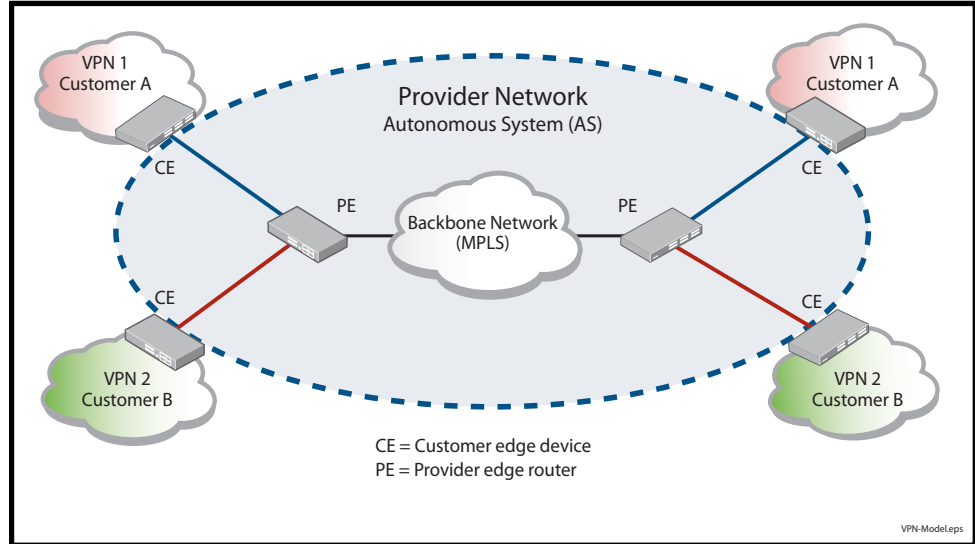 VPN 1
Customer A
VPN 1
Customer A
Provider Network
Autonomous System (AS)
CE
CE
PE
Backbone Network
(MPLS)
PE
CE
CE
VPN 2
Customer B
VPN 2
Customer B
CE = Customer edge device
PE = Provider edge router
VPN-Model.eps